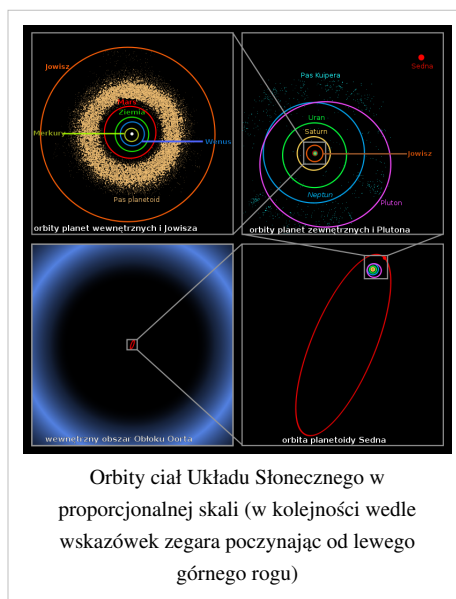 Jowisz
Mars
Ziemia
Merkury
Wenus
Pas planetoid
orbity planet wewnętrznych i Jowisza
Sedna
Pas Kuipera
Uran
Saturn
Jowisz
Neptun
Pluton
orbity planet zewnętrznych i Plutona
wewnętrzny obszar Obłoku Oorta
orbita planetoidy Sedna
Orbity ciał Układu Słonecznego w
proporcjonalnej skali (w kolejności wedle
wskazówek zegara poczynając od lewego
górnego rogu)